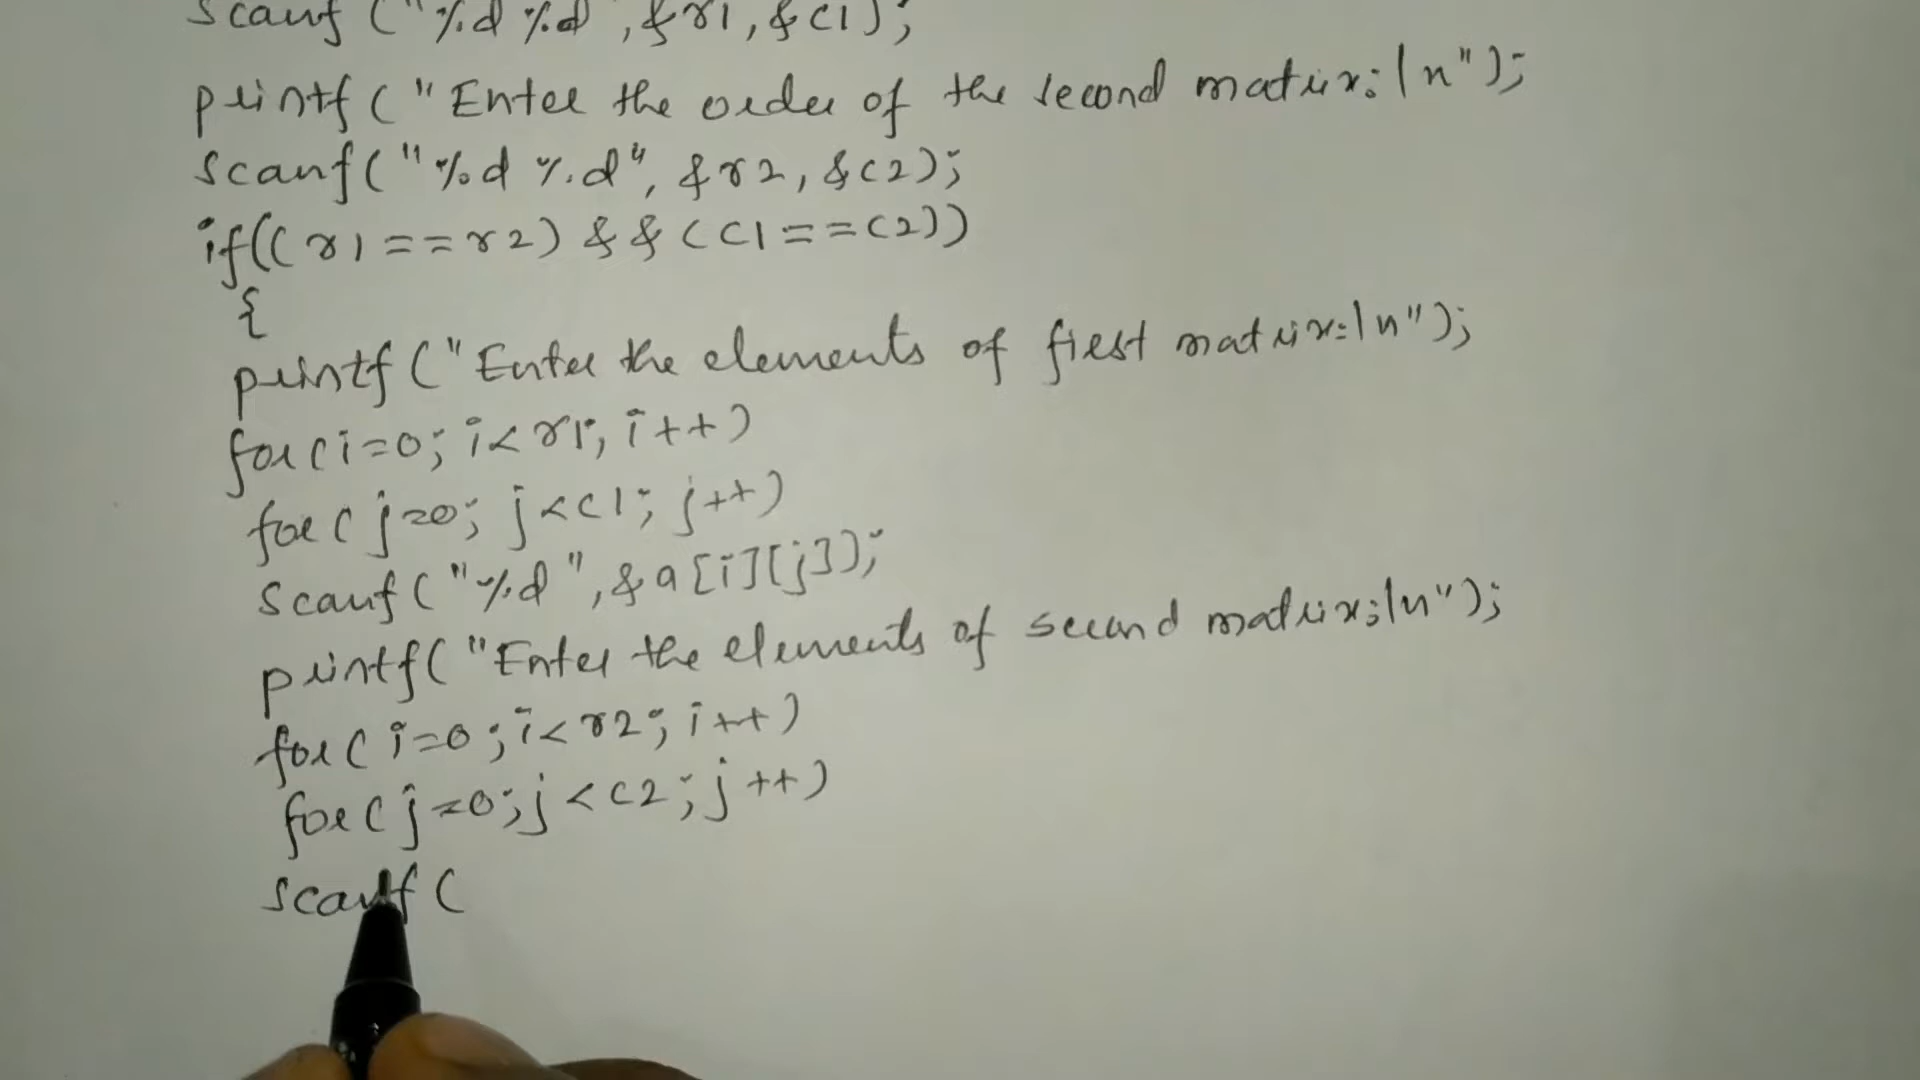 scanf("%d %d", &r1, &c1);
printf("Enter the order of the second matrix:\n");
scanf("%d %d", &r2, &c2);
if((r1==r2) && (c1==c2))
{
printf("Enter the elements of first matrix:\n");
for(i=0; i<r1; i++)
for(j=0; j<c1; j++)
scanf("%d", &a[i][j]);
printf("Enter the elements of second matrix:\n");
for(i=0; i<r2; i++)
for(j=0; j<c2; j++)
scanf(